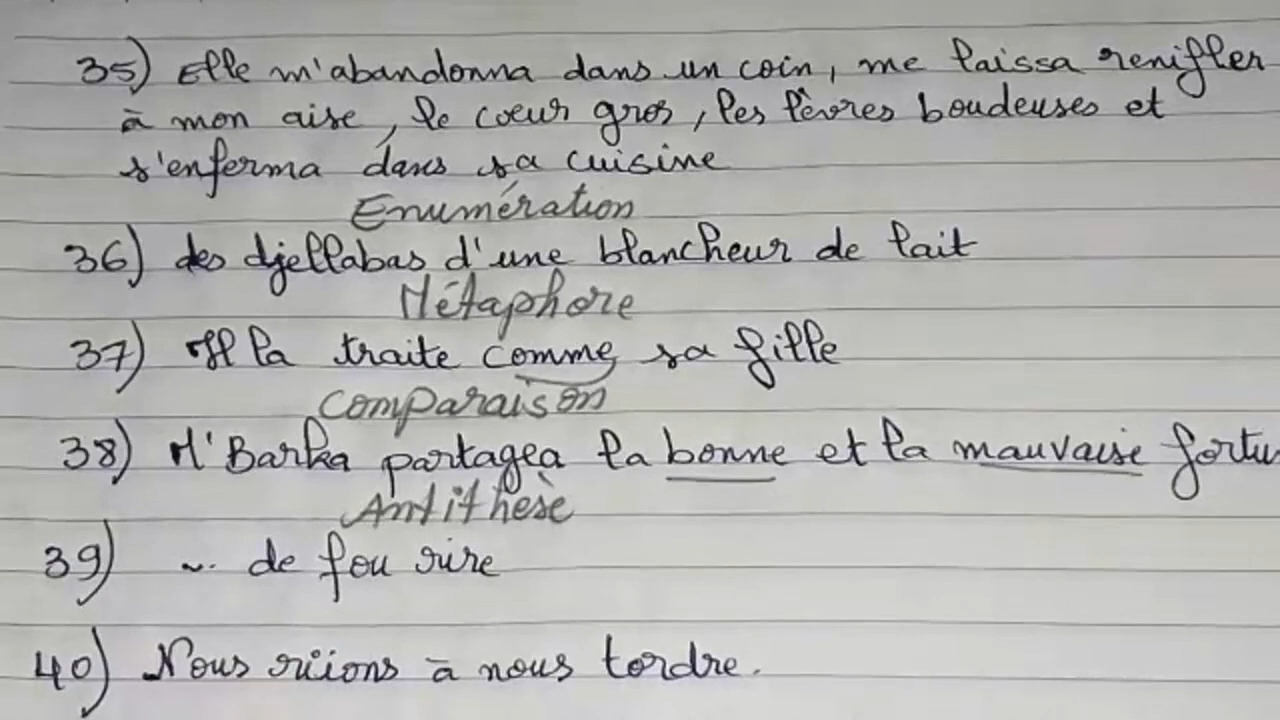 35) Elle m'abandonna dans un coin, me laissa renifler
à mon aise, le coeur gros, les lèvres boudeuses et
s'enferma dans sa cuisine
Enumération
36) des djellabas d'une blancheur de lait
Métaphore
37) Il la traite comme sa fille
Comparaison
38) M'Barka partagea la bonne et la mauvaise fortu
Antithèse
39) ... de fou rire
40) Nous riions à nous tordre.